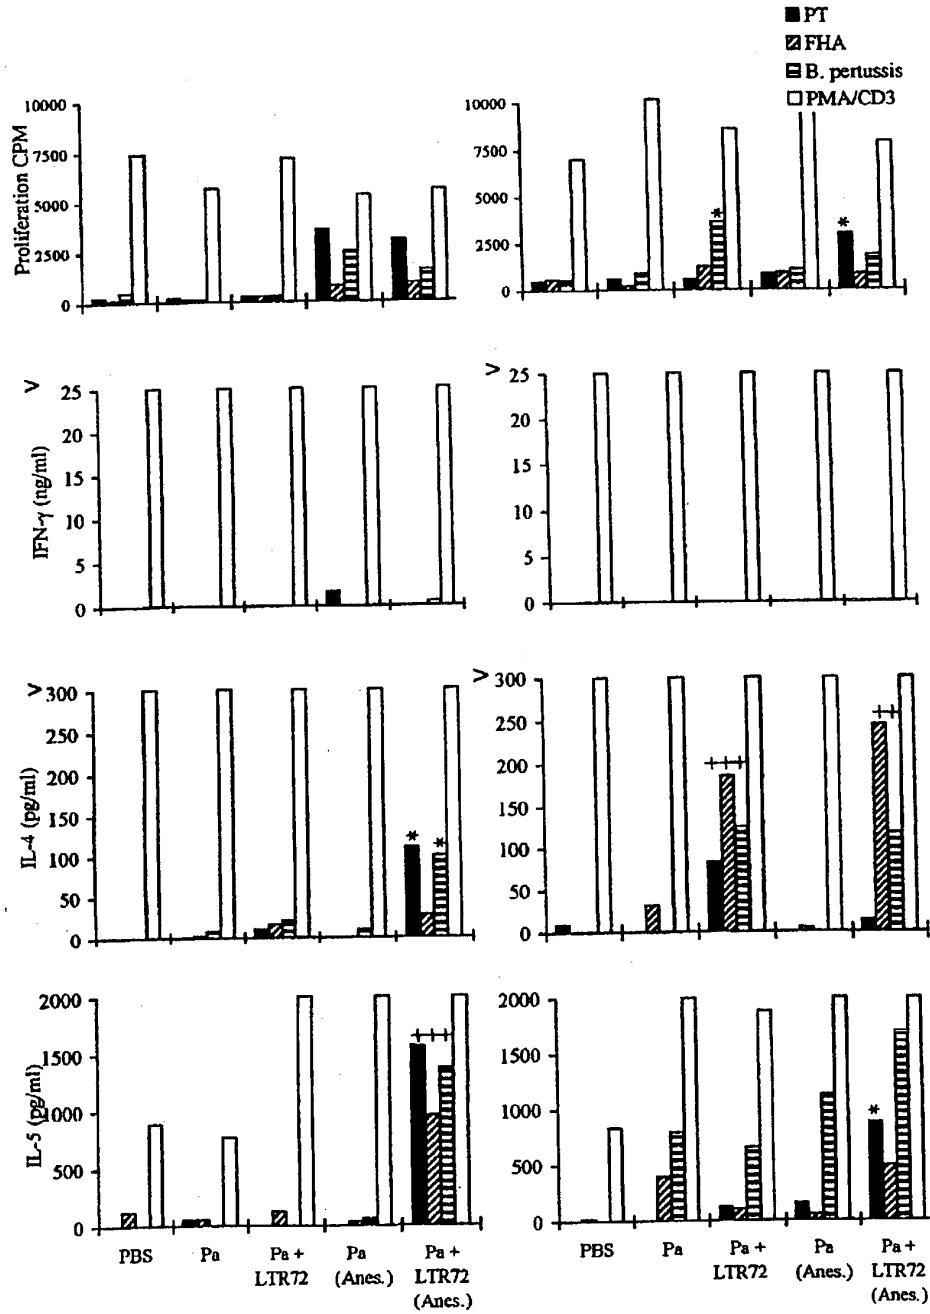 PT
FHA
B. pertussis
PMA/CD3
Proliferation CPM
10000
7500
5000
2500
0
10000
7500
5000
2500
0
*
*
IFN-γ (ng/ml)
>
25
20
15
10
5
0
>
25
20
15
10
5
0
IL-4 (pg/ml)
>
300
250
200
150
100
50
0
*
*
>
300
250
200
150
100
50
0
+++
++
IL-5 (pg/ml)
2000
1500
1000
500
0
+++
2000
1500
1000
500
0
*
PBS
Pa
Pa +
LTR72
Pa
(Anes.)
Pa +
LTR72
(Anes.)
PBS
Pa
Pa +
LTR72
Pa
(Anes.)
Pa +
LTR72
(Anes.)